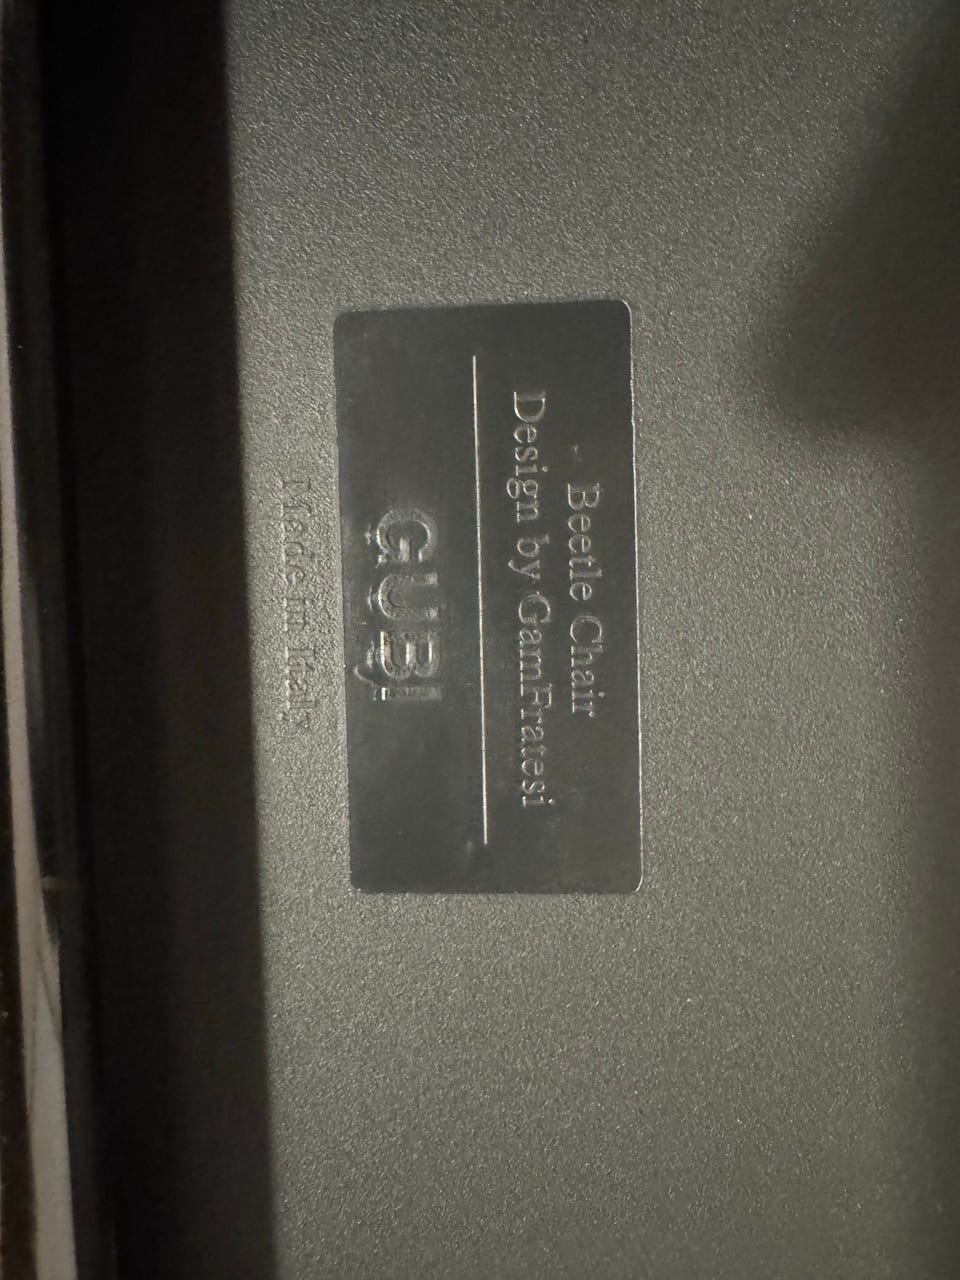 Beetle Chair
Design by GamFratesi
GUBI
Made in Italy